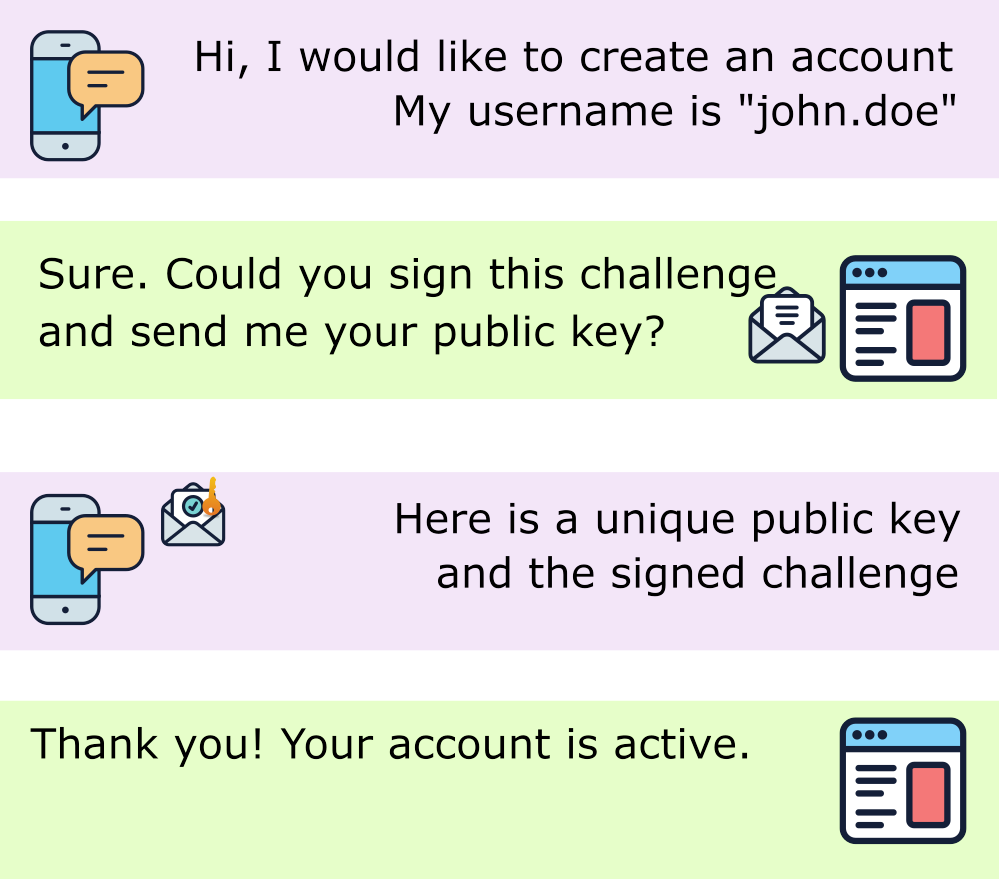 Hi, I would like to create an account
My username is "john.doe"
Sure. Could you sign this challenge
and send me your public key?
Here is a unique public key
and the signed challenge
Thank you! Your account is active.